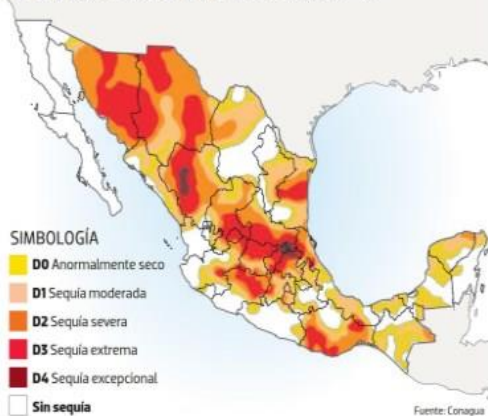 SIMBOLOGÍA
D0 Anormalmente seco
D1 Sequía moderada
D2 Sequía severa
D3 Sequía extrema
D4 Sequía excepcional
Sin sequía
Fuente: Conagua